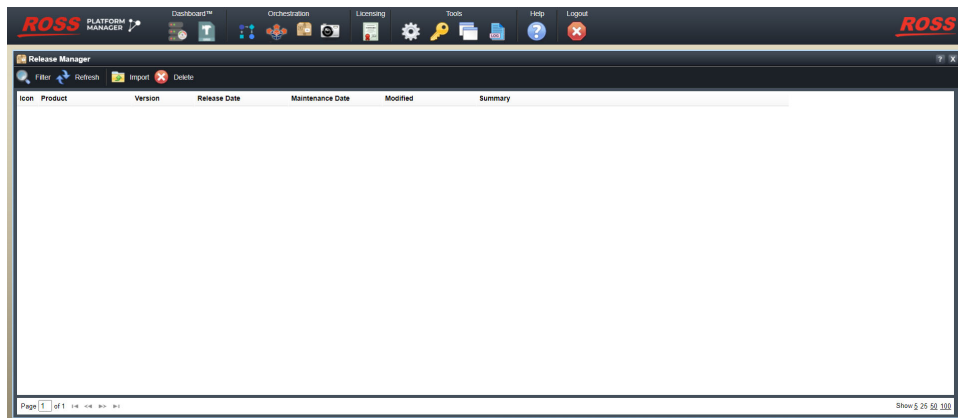 ROSS PLATFORM MANAGER
Dashboard™ Orchestration Licensing Tools Help Logout
ROSS
Release Manager
Filter Refresh Import Delete
Icon Product Version Release Date Maintenance Date Modified Summary
Page 1 of 1
Show 5 25 50 100